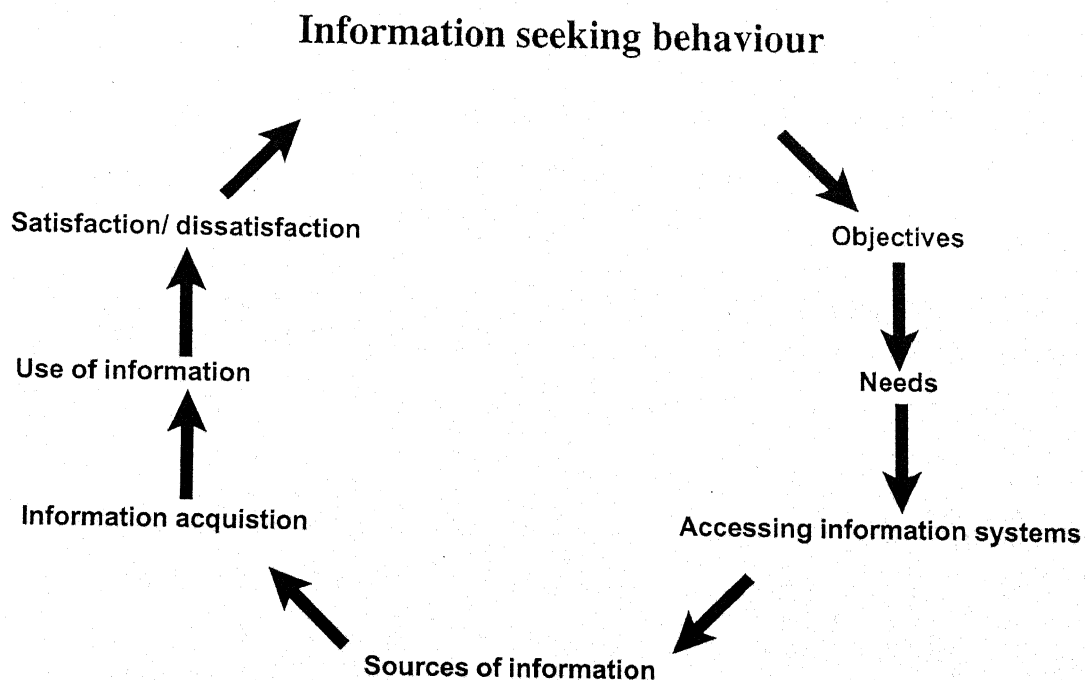 Information seeking behaviour
Objectives
Needs
Accessing information systems
Sources of information
Information acquistion
Use of information
Satisfaction/ dissatisfaction